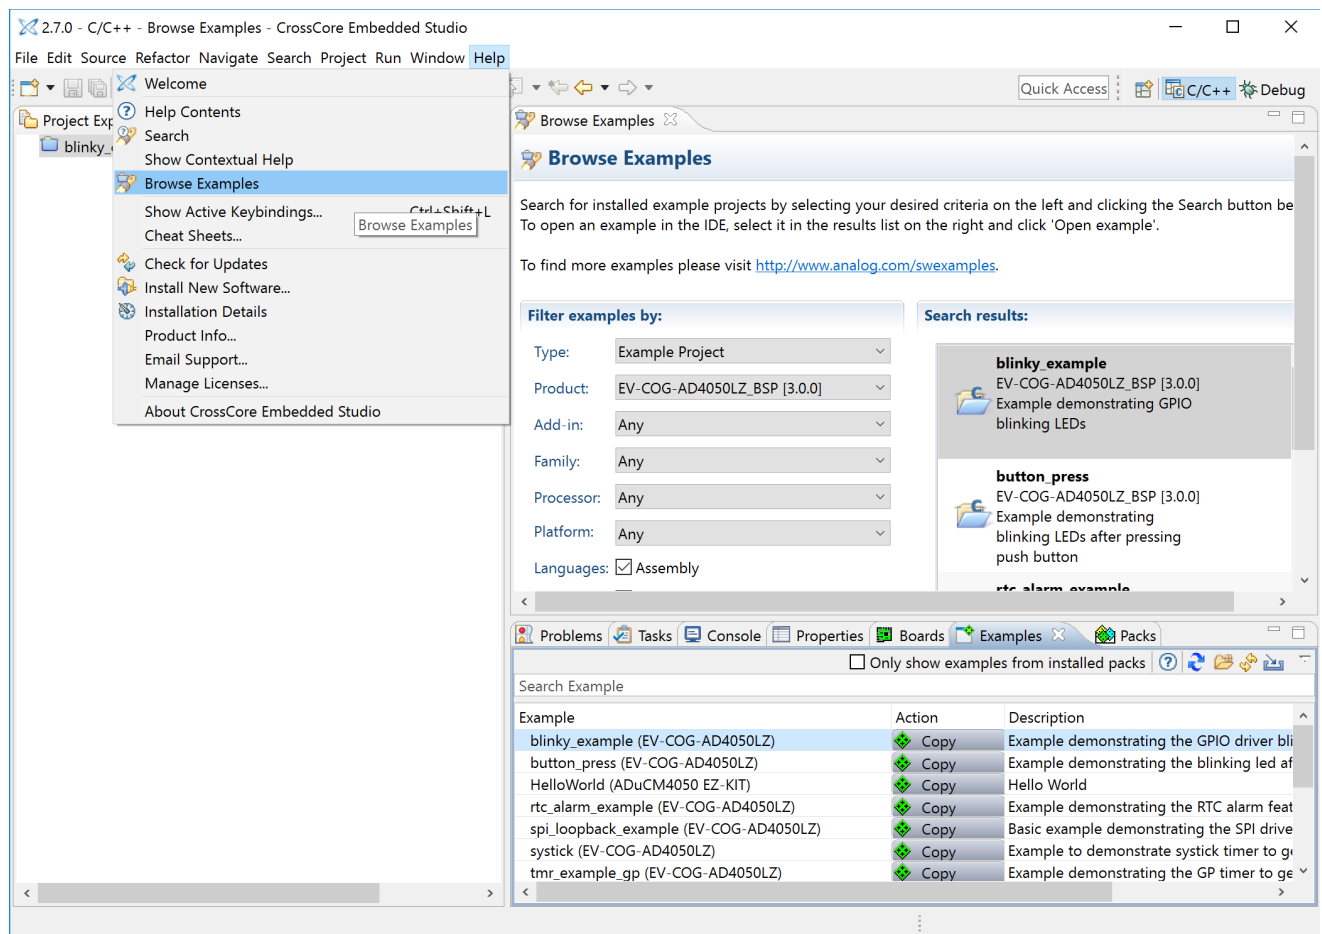 2.7.0 - C/C++ - Browse Examples - CrossCore Embedded Studio
File Edit Source Refactor Navigate Search Project Run Window Help
Quick Access
C/C++
Debug
Welcome
Help Contents
Search
Show Contextual Help
Browse Examples
Show Active Keybindings... Ctrl+Shift+L
Cheat Sheets...
Check for Updates
Install New Software...
Installation Details
Product Info...
Email Support...
Manage Licenses...
About CrossCore Embedded Studio
Browse Examples
Project Exp
blinky_
Browse Examples
Browse Examples
Search for installed example projects by selecting your desired criteria on the left and clicking the Search button be
To open an example in the IDE, select it in the results list on the right and click 'Open example'.
To find more examples please visit http://www.analog.com/swexamples.
Filter examples by:
Type: Example Project
Product: EV-COG-AD4050LZ_BSP [3.0.0]
Add-in: Any
Family: Any
Processor: Any
Platform: Any
Languages: Assembly
Search results:
blinky_example
EV-COG-AD4050LZ_BSP [3.0.0]
Example demonstrating GPIO
blinking LEDs
button_press
EV-COG-AD4050LZ_BSP [3.0.0]
Example demonstrating
blinking LEDs after pressing
push button
rtc_alarm_example
Problems Tasks Console Properties Boards Examples Packs
Only show examples from installed packs
Search Example
Example Action Description
blinky_example (EV-COG-AD4050LZ) Copy Example demonstrating the GPIO driver bli
button_press (EV-COG-AD4050LZ) Copy Example demonstrating the blinking led af
HelloWorld (ADuCM4050 EZ-KIT) Copy Hello World
rtc_alarm_example (EV-COG-AD4050LZ) Copy Example demonstrating the RTC alarm feat
spi_loopback_example (EV-COG-AD4050LZ) Copy Basic example demonstrating the SPI drive
systick (EV-COG-AD4050LZ) Copy Example to demonstrate systick timer to ge
tmr_example_gp (EV-COG-AD4050LZ) Copy Example demonstrating the GP timer to ge